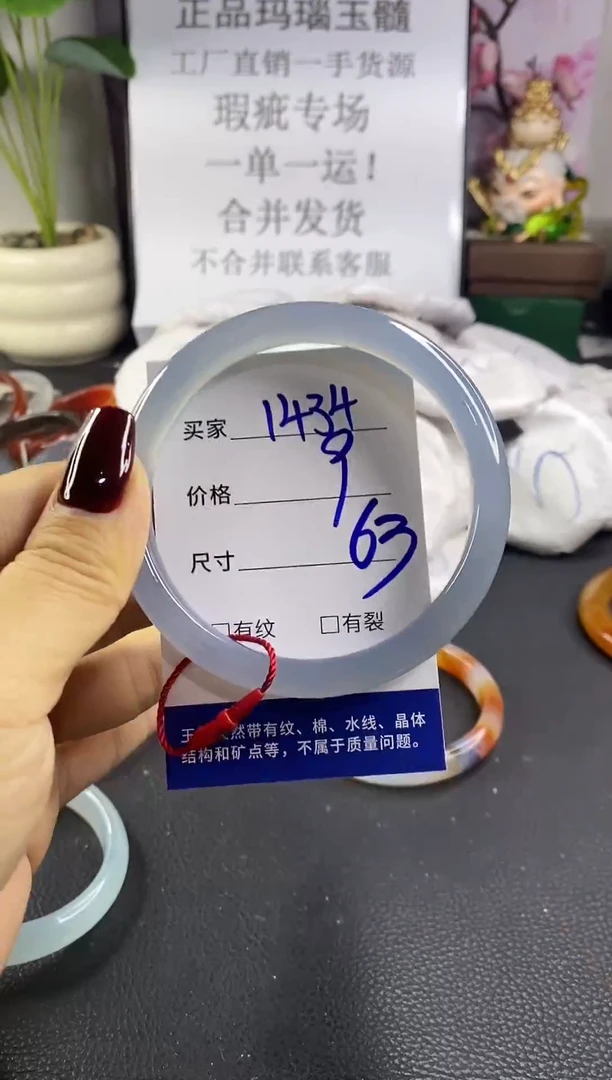 正品玛瑙玉髓
工厂直销一手货源
瑕疵专场
一单一运！
合并发货
不合并联系客服
买家 1434
价格 9
尺寸 63
□有纹 □有裂
玉 然带有纹、棉、水线、晶体
结构和矿点等，不属于质量问题。